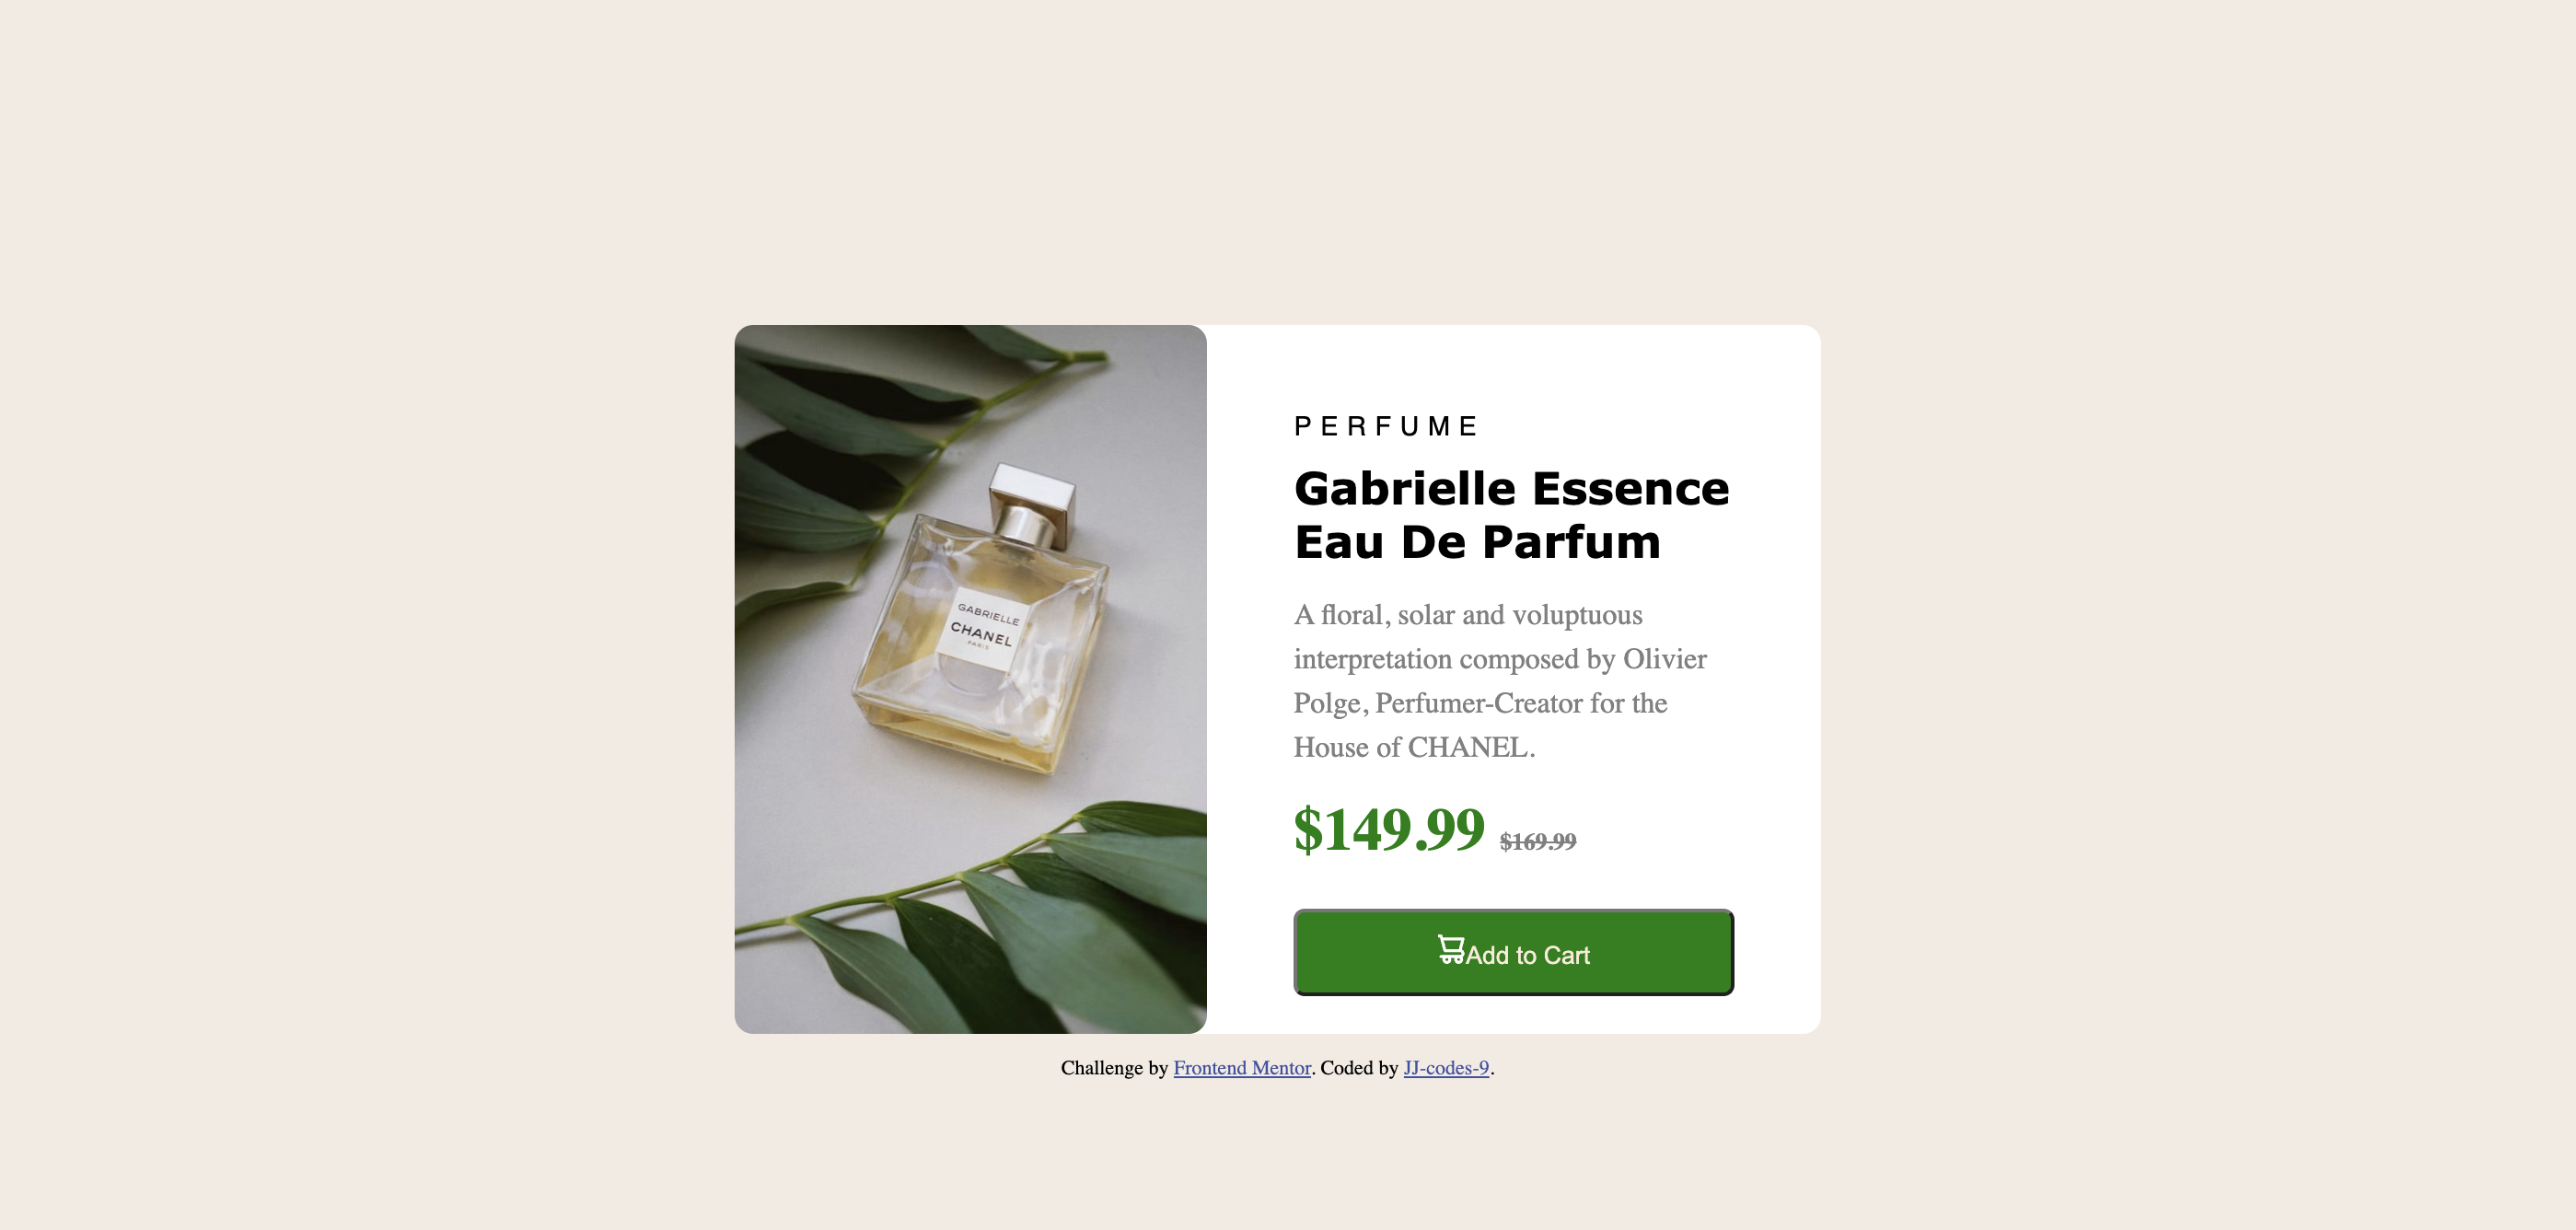 GABRIELLE
CHANEL
PARIS
PERFUME
Gabrielle Essence
Eau De Parfum
A floral, solar and voluptuous
interpretation composed by Olivier
Polge, Perfumer-Creator for the
House of CHANEL.
$149.99 $169.99
Add to Cart
Challenge by Frontend Mentor. Coded by JJ-codes-9.